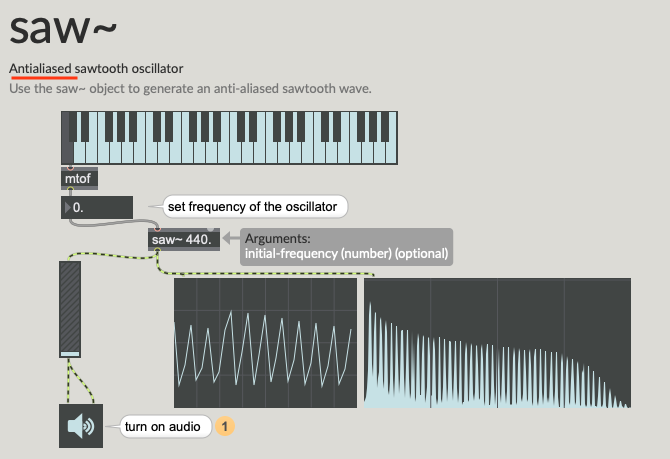 saw~
Antialiased sawtooth oscillator
Use the saw~ object to generate an anti-aliased sawtooth wave.
mtof
0.
set frequency of the oscillator
saw~ 440.
Arguments:
initial-frequency (number) (optional)
turn on audio
1